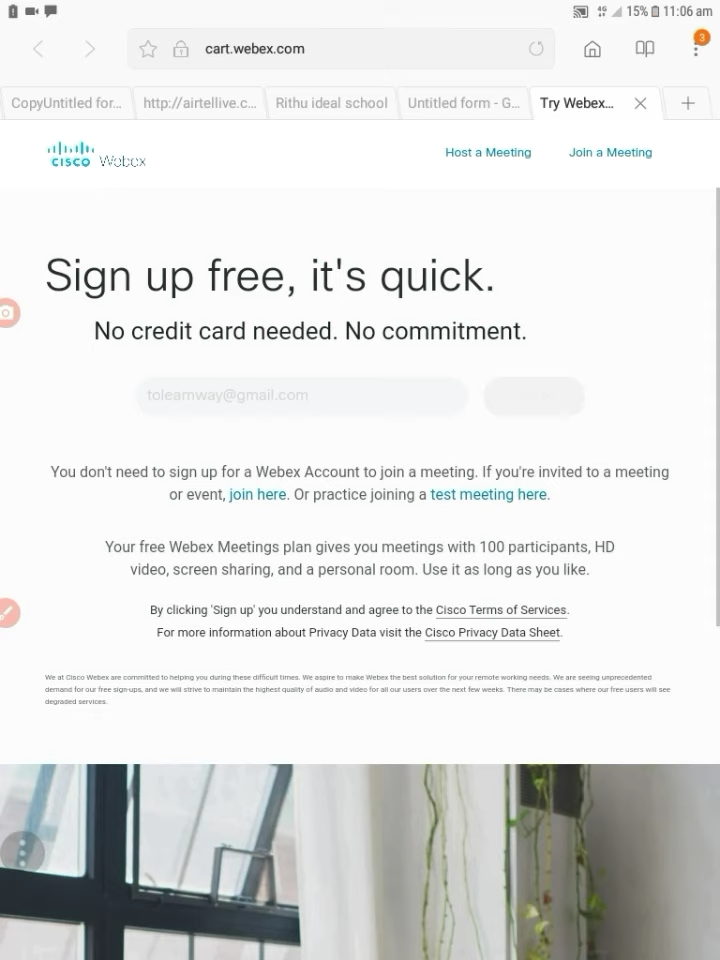 15% 11:06 am
cart.webex.com
3
CopyUntitled for...
http://airtellive.c...
Rithu ideal school
Untitled form - G...
Try Webex...
CISCO Webex
Host a Meeting
Join a Meeting
Sign up free, it's quick.
No credit card needed. No commitment.
toleamway@gmail.com
You don't need to sign up for a Webex Account to join a meeting. If you're invited to a meeting
or event, join here. Or practice joining a test meeting here.
Your free Webex Meetings plan gives you meetings with 100 participants, HD
video, screen sharing, and a personal room. Use it as long as you like.
By clicking 'Sign up' you understand and agree to the Cisco Terms of Services.
For more information about Privacy Data visit the Cisco Privacy Data Sheet.
We at Cisco Webex are committed to helping you during these difficult times. We aspire to make Webex the best solution for your remote working needs. We are seeing unprecedented
demand for our free sign-ups, and we will strive to maintain the highest quality of audio and video for all our users over the next few weeks. There may be cases where our free users will see
degraded services.